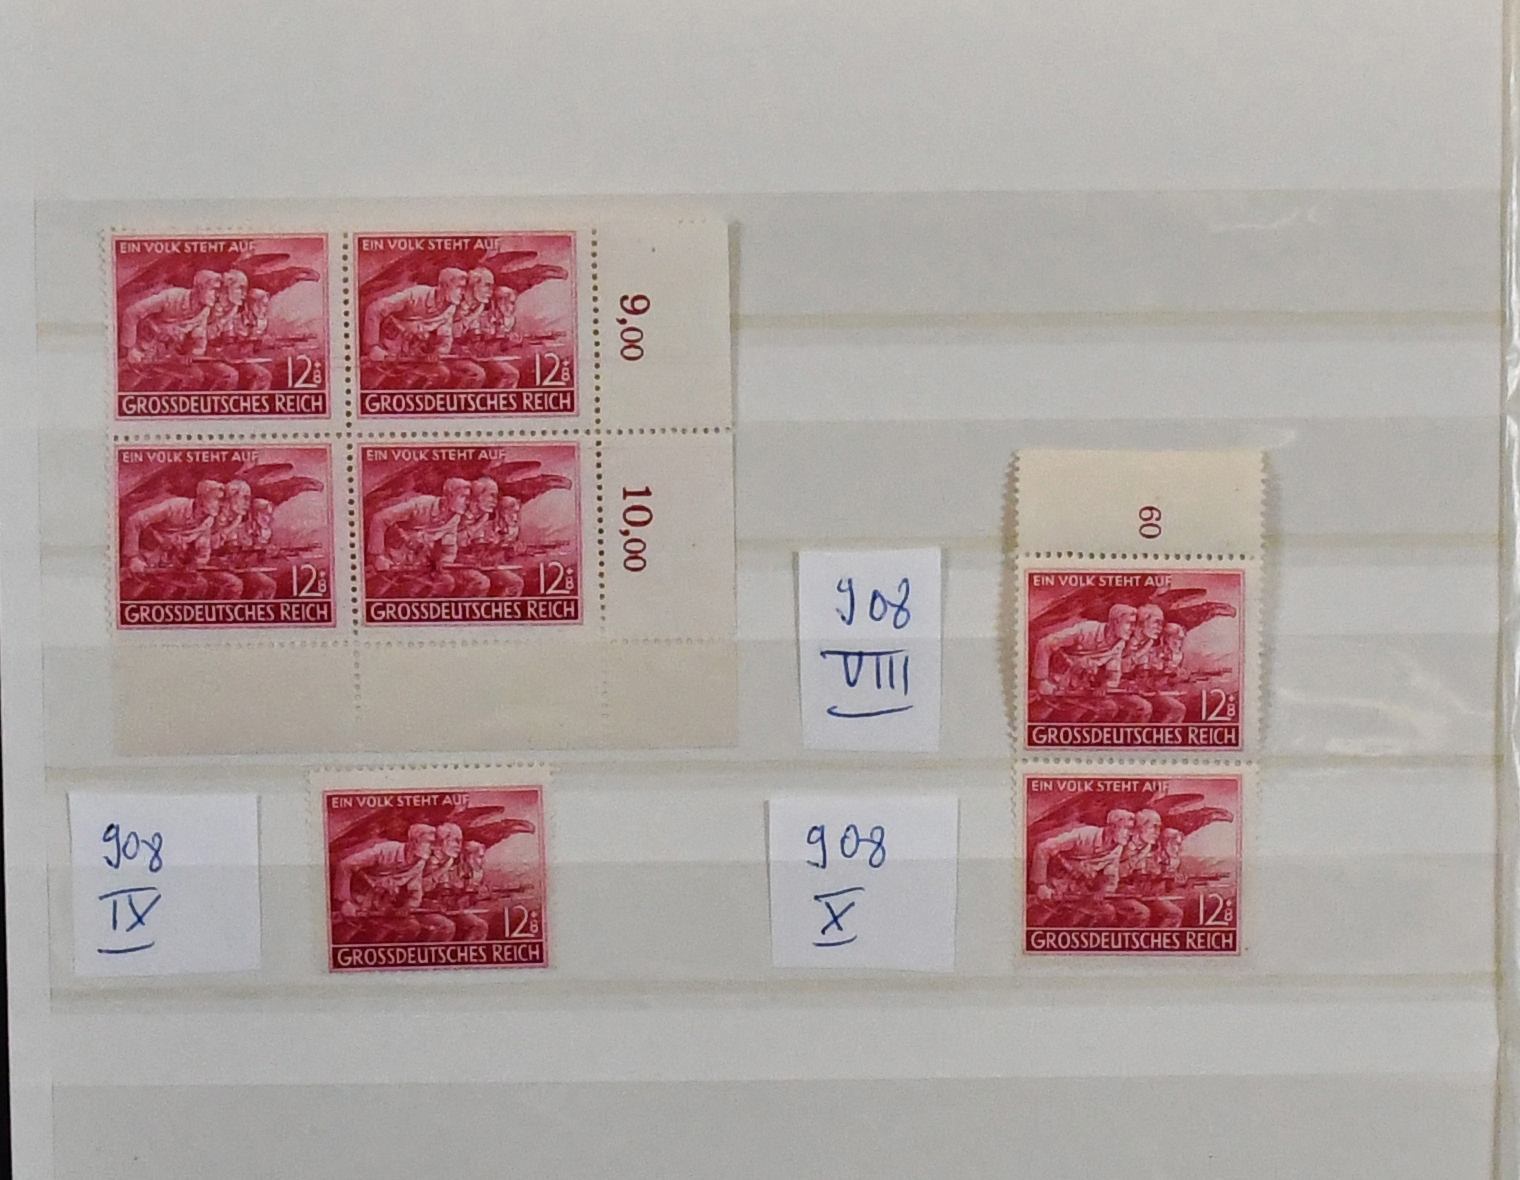 EIN VOLK STEHT AUF
12+8
GROSSDEUTSCHES REICH
EIN VOLK STEHT AUF
12+8
GROSSDEUTSCHES REICH
9,00
EIN VOLK STEHT AUF
12+8
GROSSDEUTSCHES REICH
EIN VOLK STEHT AUF
12+8
GROSSDEUTSCHES REICH
10,00
908
VIII
60
EIN VOLK STEHT AUF
12+8
GROSSDEUTSCHES REICH
908
IX
EIN VOLK STEHT AUF
12+8
GROSSDEUTSCHES REICH
908
X
EIN VOLK STEHT AUF
12+8
GROSSDEUTSCHES REICH